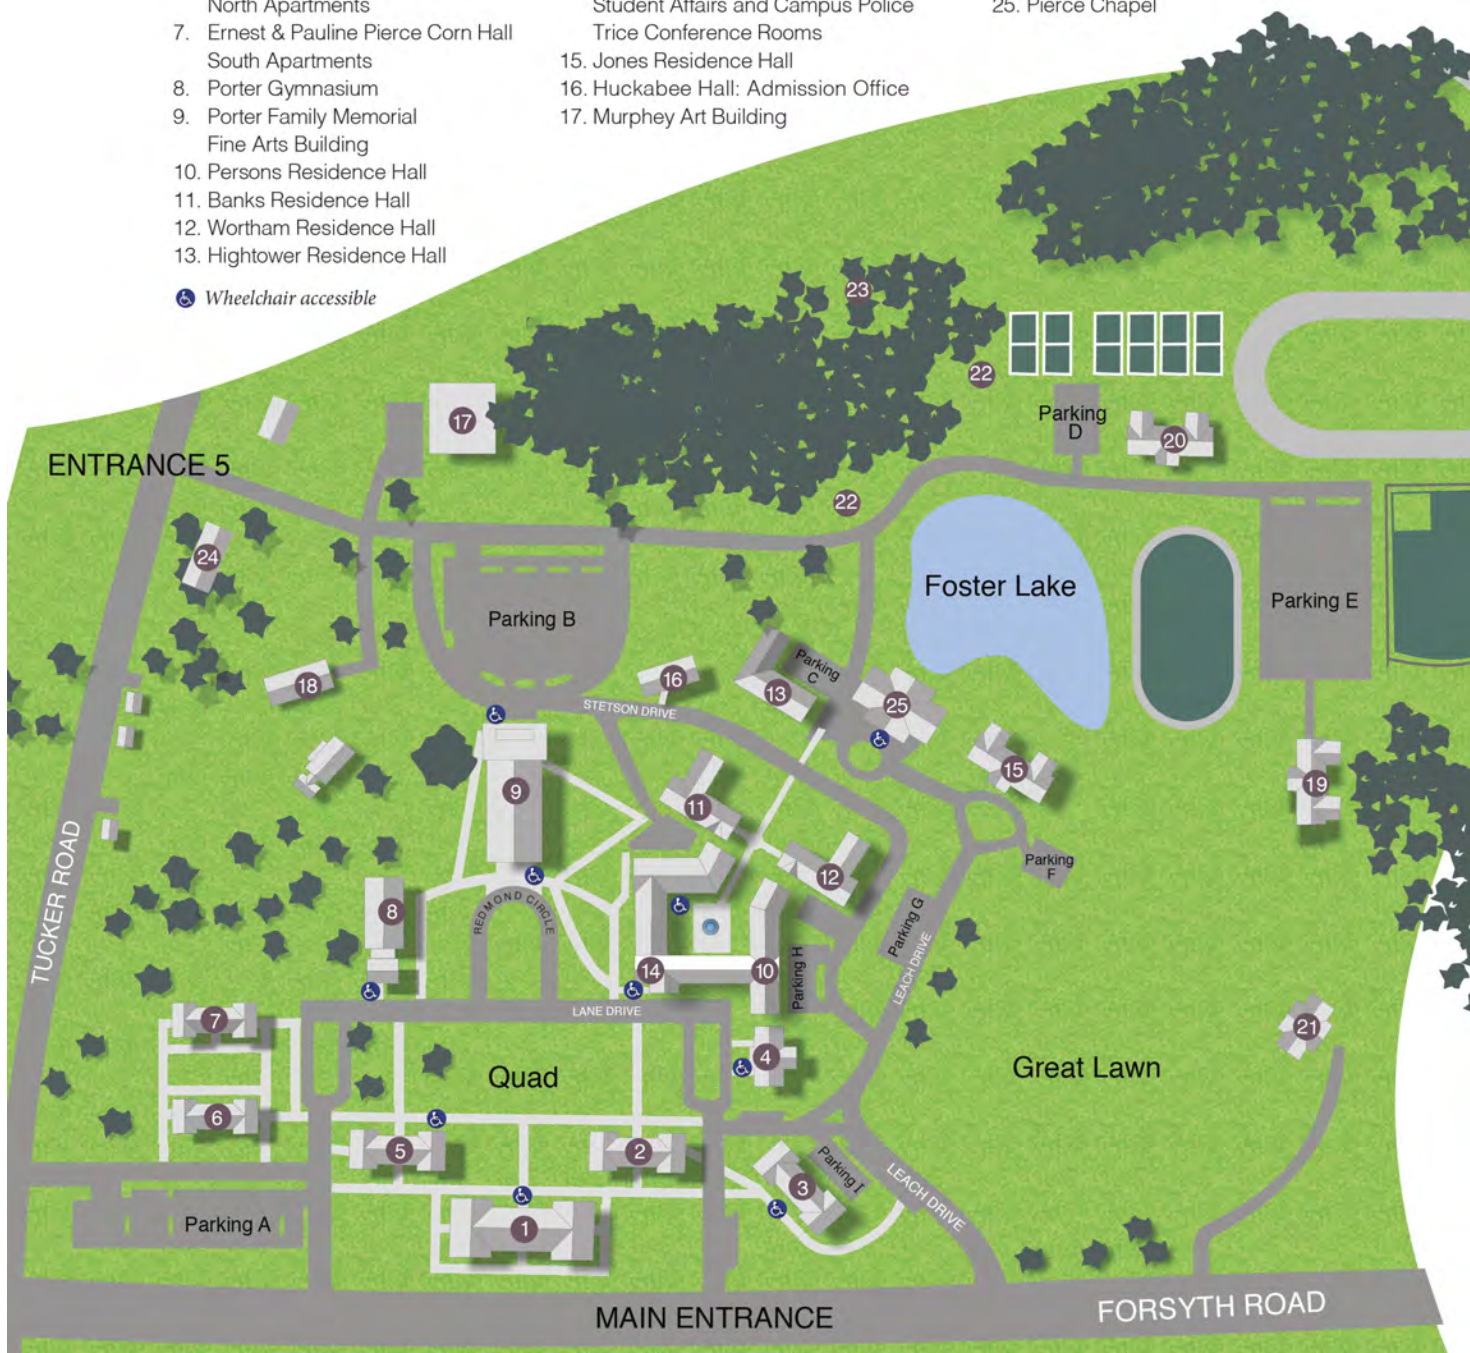 North Apartments
7. Ernest & Pauline Pierce Corn Hall
South Apartments
8. Porter Gymnasium
9. Porter Family Memorial
Fine Arts Building
10. Persons Residence Hall
11. Banks Residence Hall
12. Wortham Residence Hall
13. Hightower Residence Hall
Wheelchair accessible
Student Affairs and Campus Police
Trice Conference Rooms
15. Jones Residence Hall
16. Huckabee Hall: Admission Office
17. Murphey Art Building
25. Pierce Chapel
23
22
17
Parking
D
20
ENTRANCE 5
22
24
Foster Lake
Parking B
Parking E
18
16
13
Parking
C
25
STETSON DRIVE
15
19
9
11
Parking
F
12
TUCKER ROAD
8
REDMOND CIRCLE
Parking G
LEACH DRIVE
14
10
Parking H
LANE DRIVE
7
21
4
Quad
Great Lawn
6
5
2
3
Parking I
LEACH DRIVE
Parking A
1
MAIN ENTRANCE
FORSYTH ROAD